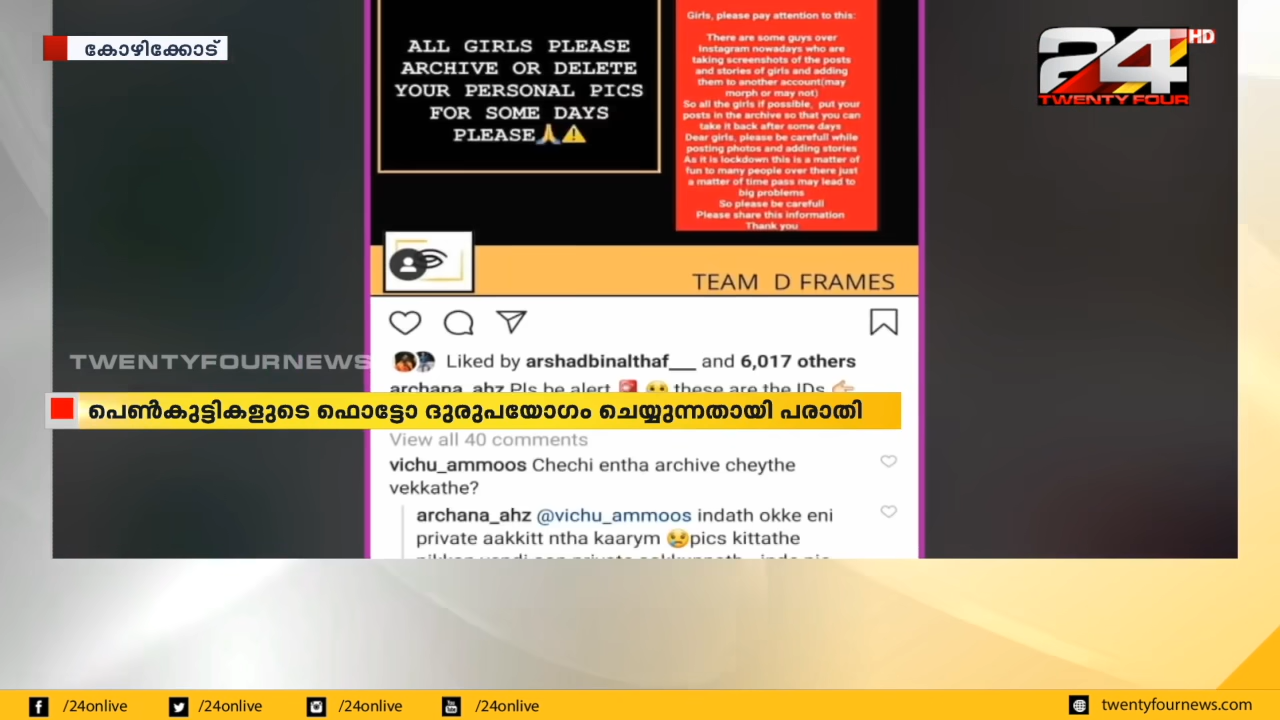 കോഴിക്കോട്
24 HD
TWENTY FOUR
ALL GIRLS PLEASE
ARCHIVE OR DELETE
YOUR PERSONAL PICS
FOR SOME DAYS
PLEASE🙏⚠️
Girls, please pay attention to this:
There are some guys over
Instagram nowadays who are
taking screenshots of the posts
and stories of girls and adding
them to another account(may
morph or may not)
So all the girls if possible, put your
posts in the archive so that you can
take it back after some days
Dear girls, please be carefull while
posting photos and adding stories
As it is lockdown this is a matter of
fun to many people over there just
a matter of time pass may lead to
big problems
So please be carefull
Please share this information
Thank you
TEAM D FRAMES
TWENTYFOURNEWS
Liked by arshadbinalthaf___ and 6,017 others
archana_ahz Pls be alert 🚨 😢 these are the IDs 👉🏻
പെൺകുട്ടികളുടെ ഫൊട്ടോ ദുരുപയോഗം ചെയ്യുന്നതായി പരാതി
View all 40 comments
vichu_ammoos Chechi entha archive cheythe
vekkathe?
archana_ahz @vichu_ammoos indath okke eni
private aakkitt ntha kaarym 😢pics kittathe
/24onlive /24onlive /24onlive /24onlive twentyfournews.com